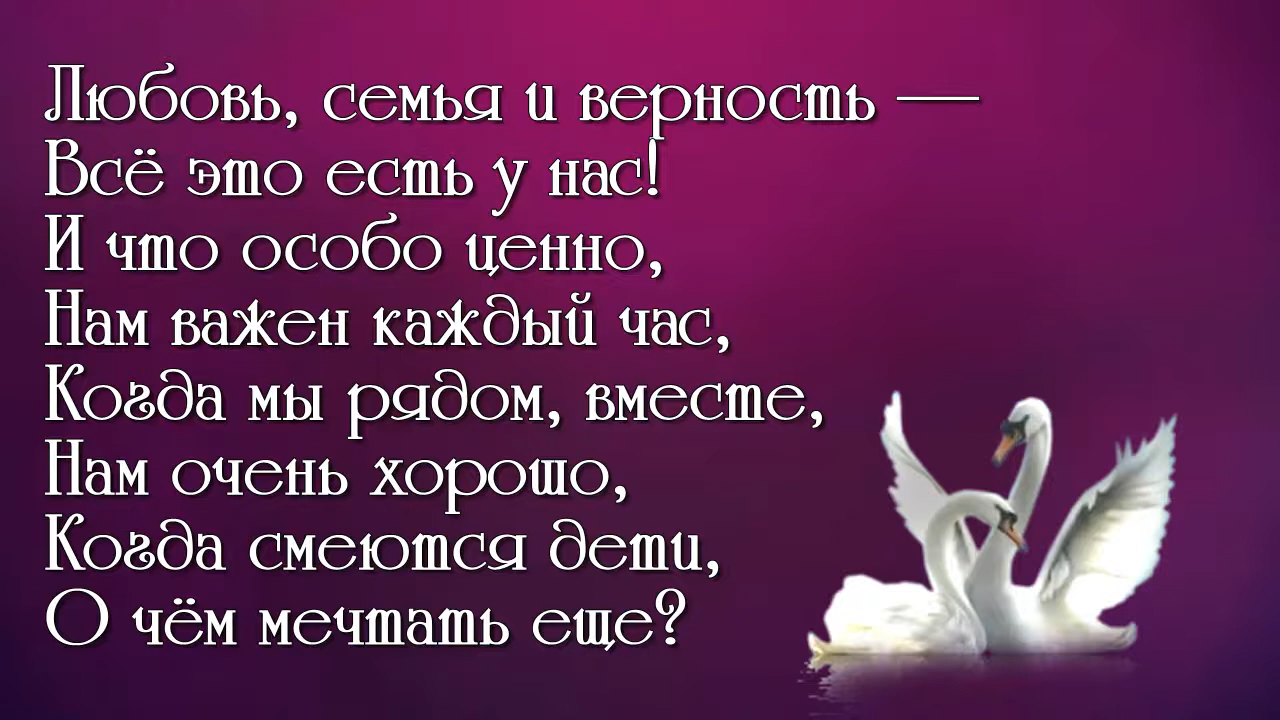 Любовь, семья и верность —
Всё это есть у нас!
И что особо ценно,
Нам важен каждый час,
Когда мы рядом, вместе,
Нам очень хорошо,
Когда смеются дети,
О чём мечтать еще?